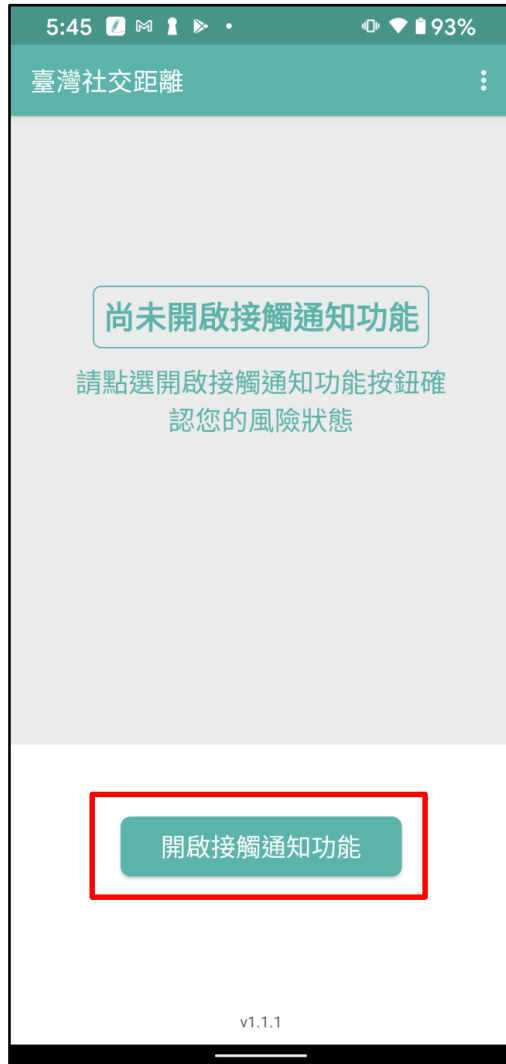 5:45 93%
臺灣社交距離
尚未開啟接觸通知功能
請點選開啟接觸通知功能按鈕確
認您的風險狀態
開啟接觸通知功能
v1.1.1